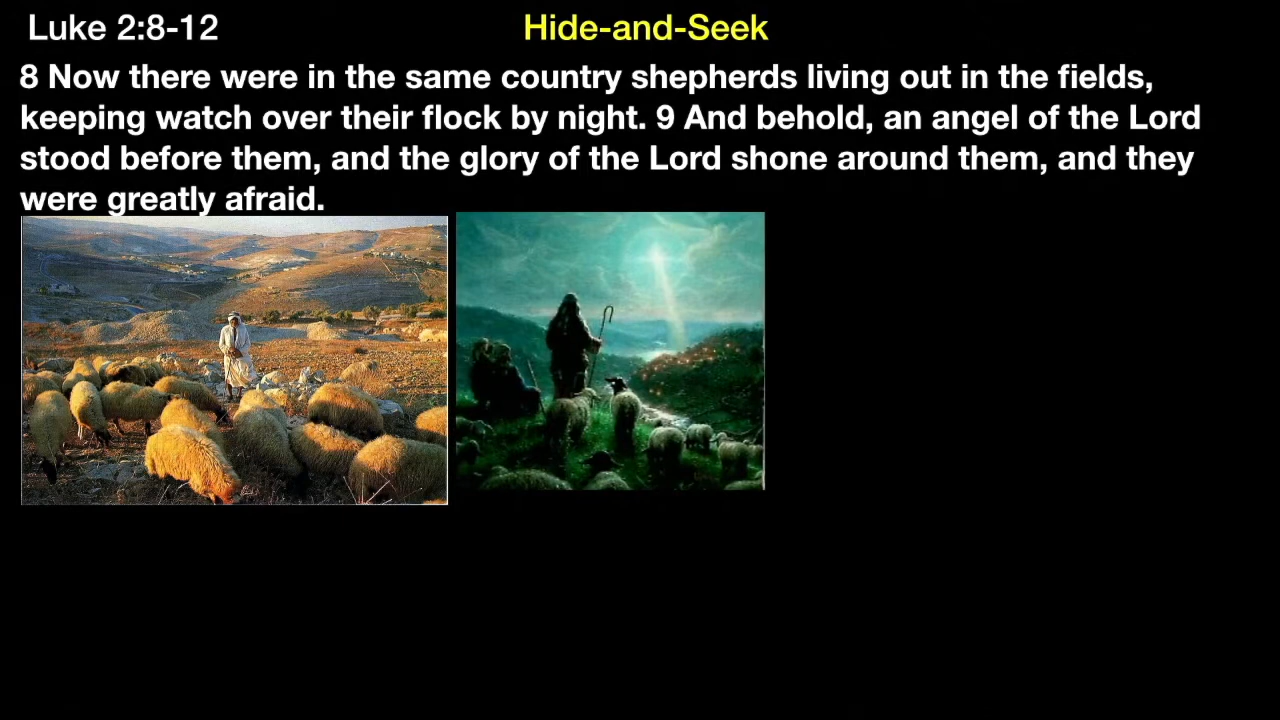 Luke 2:8-12
Hide-and-Seek
8 Now there were in the same country shepherds living out in the fields,
keeping watch over their flock by night. 9 And behold, an angel of the Lord
stood before them, and the glory of the Lord shone around them, and they
were greatly afraid.